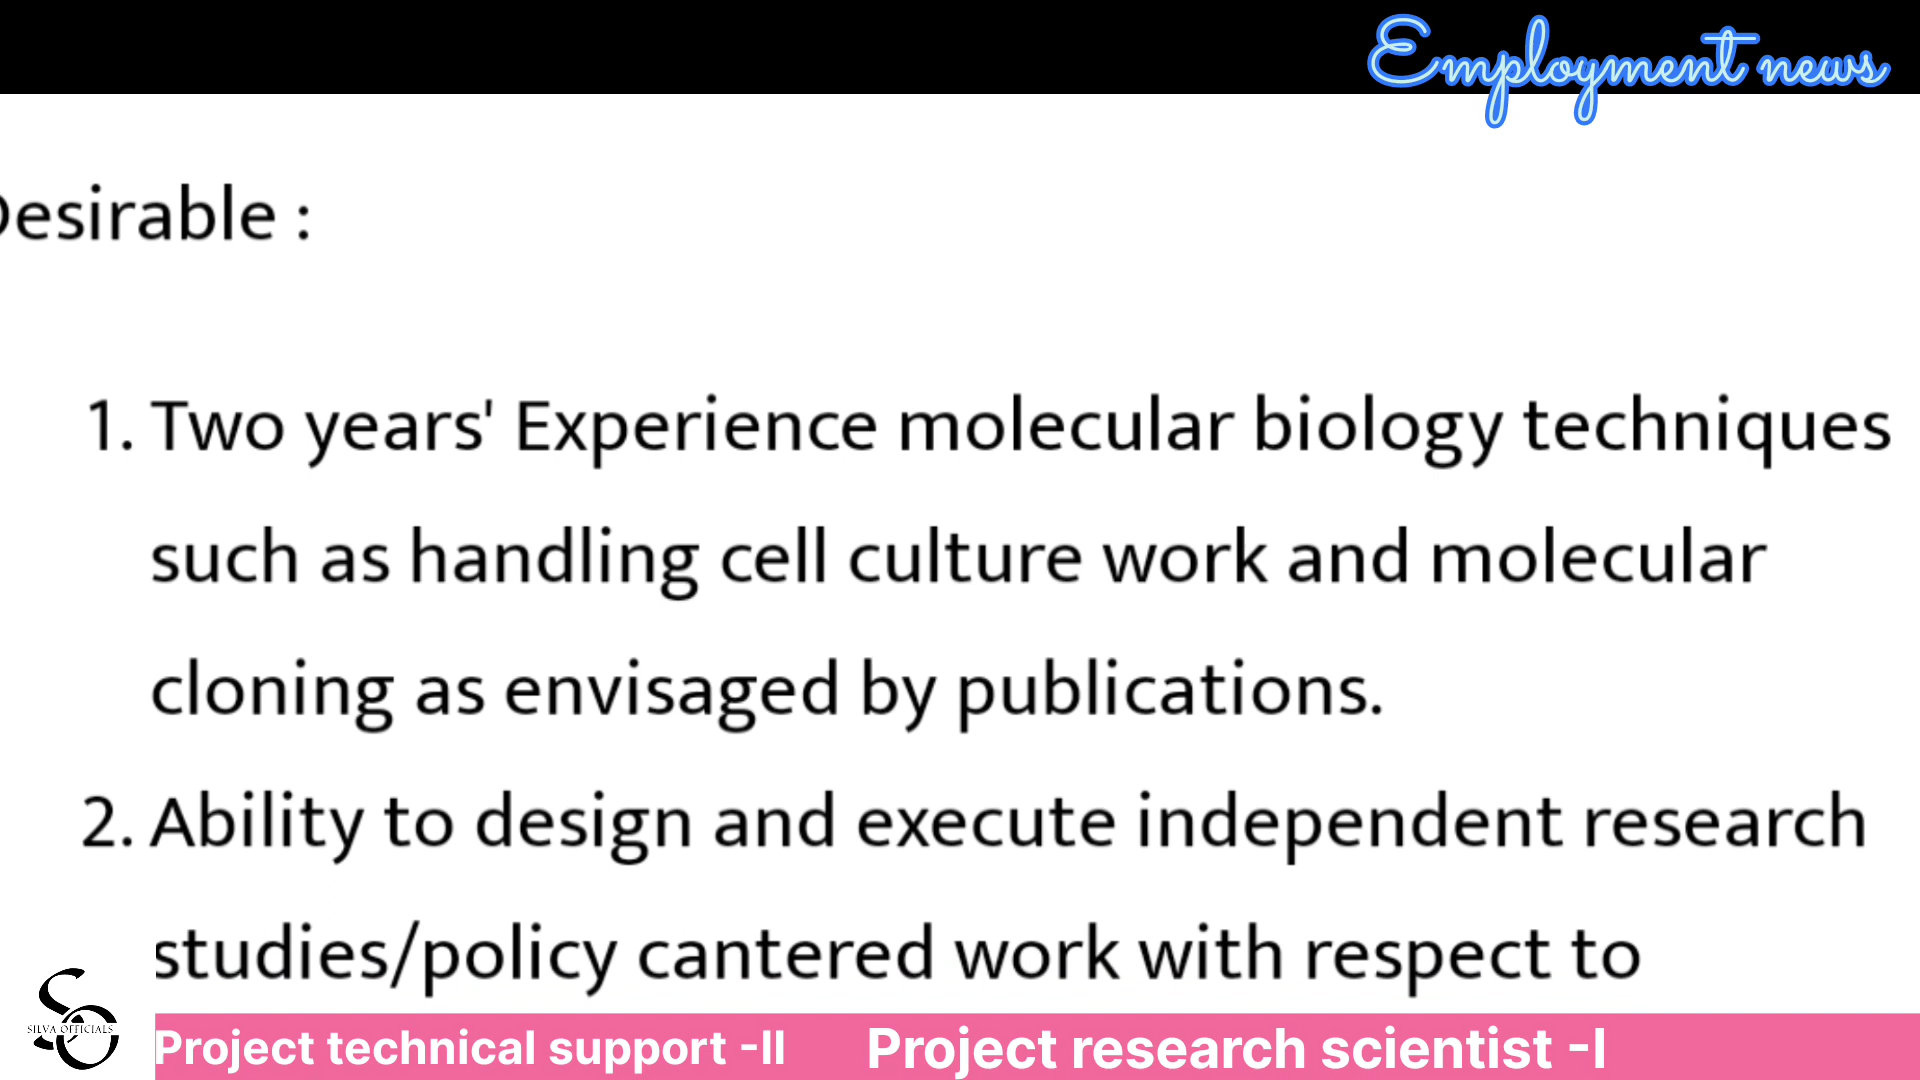 Employment news
Desirable :
1. Two years' Experience molecular biology techniques
such as handling cell culture work and molecular
cloning as envisaged by publications.
2. Ability to design and execute independent research
studies/policy cantered work with respect to
SILVA OFFICIALS
Project technical support -II Project research scientist -I